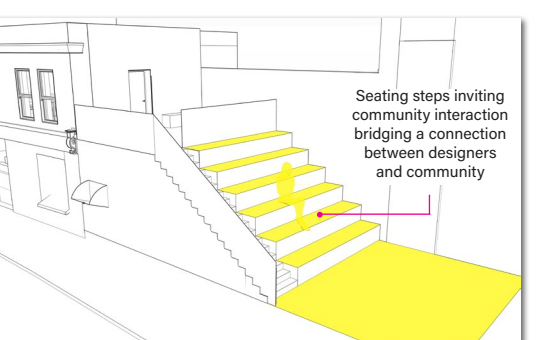 Seating steps inviting
community interaction
bridging a connection
between designers
and community